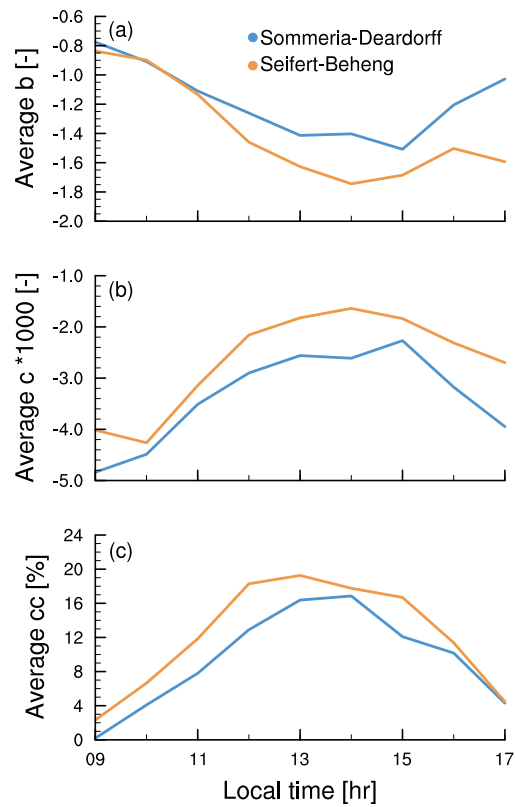 (a)
Sommeria-Deardorff
Seifert-Beheng
Average b [-]
-0.6
-0.8
-1.0
-1.2
-1.4
-1.6
-1.8
-2.0
(b)
Average c *1000 [-]
-1.0
-2.0
-3.0
-4.0
-5.0
(c)
Average cc [%]
24
20
16
12
8
4
0
09 11 13 15 17
Local time [hr]